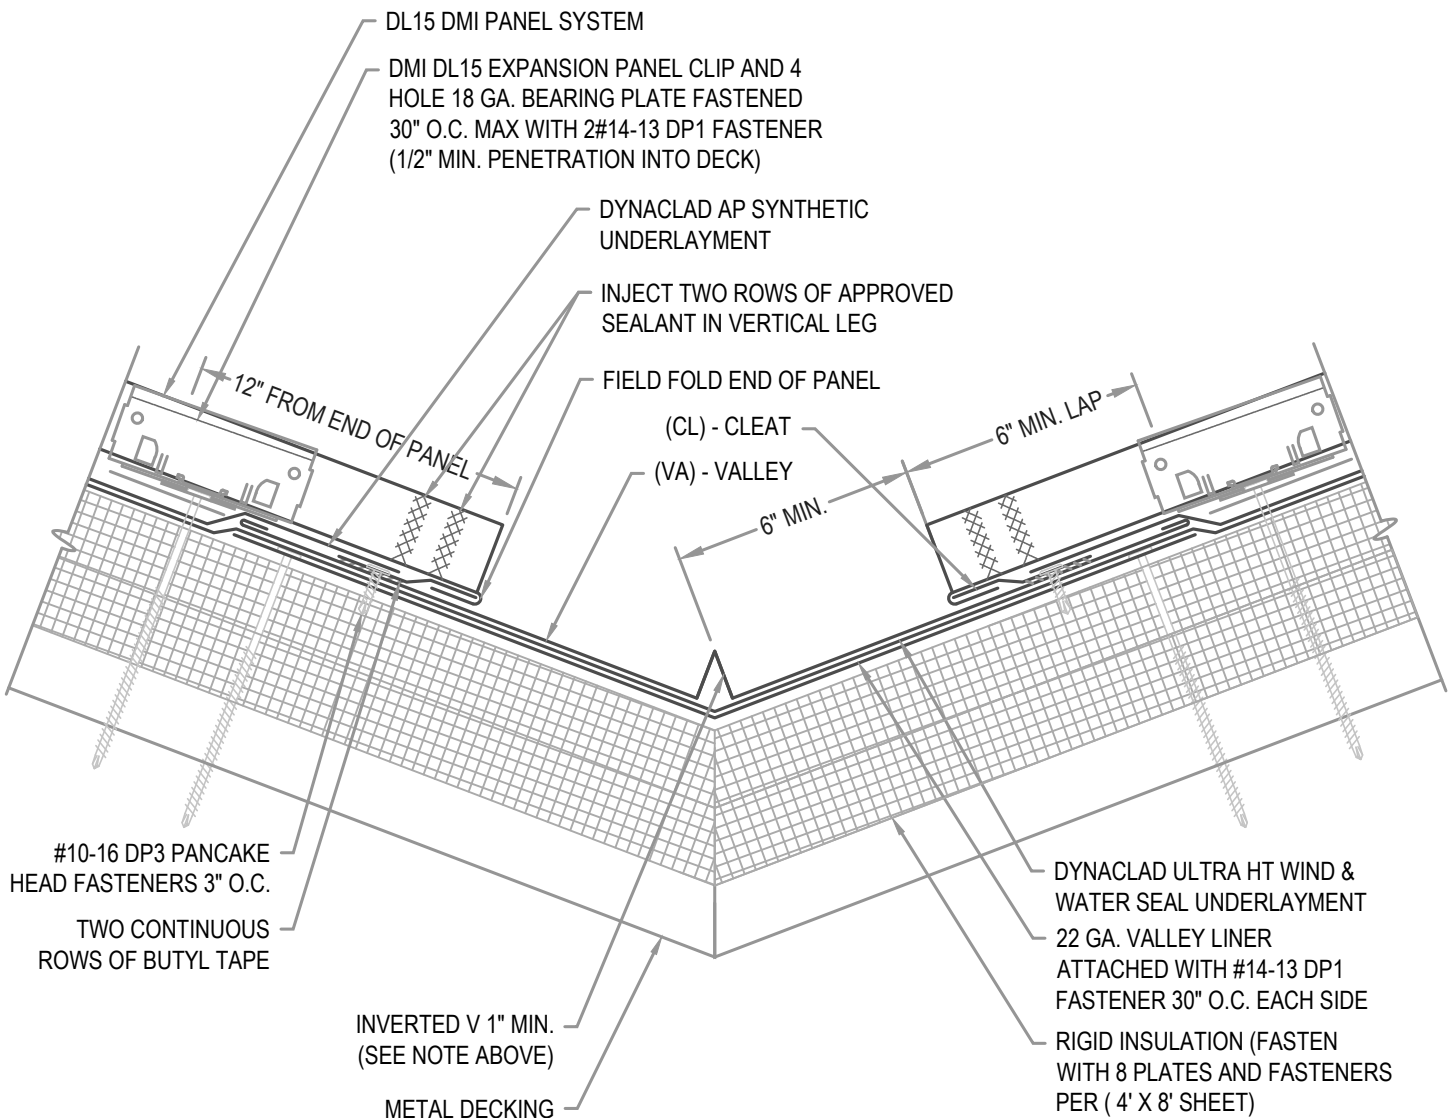 DL15 DMI PANEL SYSTEM
DMI DL15 EXPANSION PANEL CLIP AND 4
HOLE 18 GA. BEARING PLATE FASTENED
30" O.C. MAX WITH 2#14-13 DP1 FASTENER
(1/2" MIN. PENETRATION INTO DECK)
DYNACLAD AP SYNTHETIC
UNDERLAYMENT
INJECT TWO ROWS OF APPROVED
SEALANT IN VERTICAL LEG
FIELD FOLD END OF PANEL
(CL) - CLEAT
(VA) - VALLEY
12" FROM END OF PANEL
6" MIN.
6" MIN. LAP
#10-16 DP3 PANCAKE
HEAD FASTENERS 3" O.C.
TWO CONTINUOUS
ROWS OF BUTYL TAPE
INVERTED V 1" MIN.
(SEE NOTE ABOVE)
METAL DECKING
DYNACLAD ULTRA HT WIND &
WATER SEAL UNDERLAYMENT
22 GA. VALLEY LINER
ATTACHED WITH #14-13 DP1
FASTENER 30" O.C. EACH SIDE
RIGID INSULATION (FASTEN
WITH 8 PLATES AND FASTENERS
PER ( 4' X 8' SHEET)